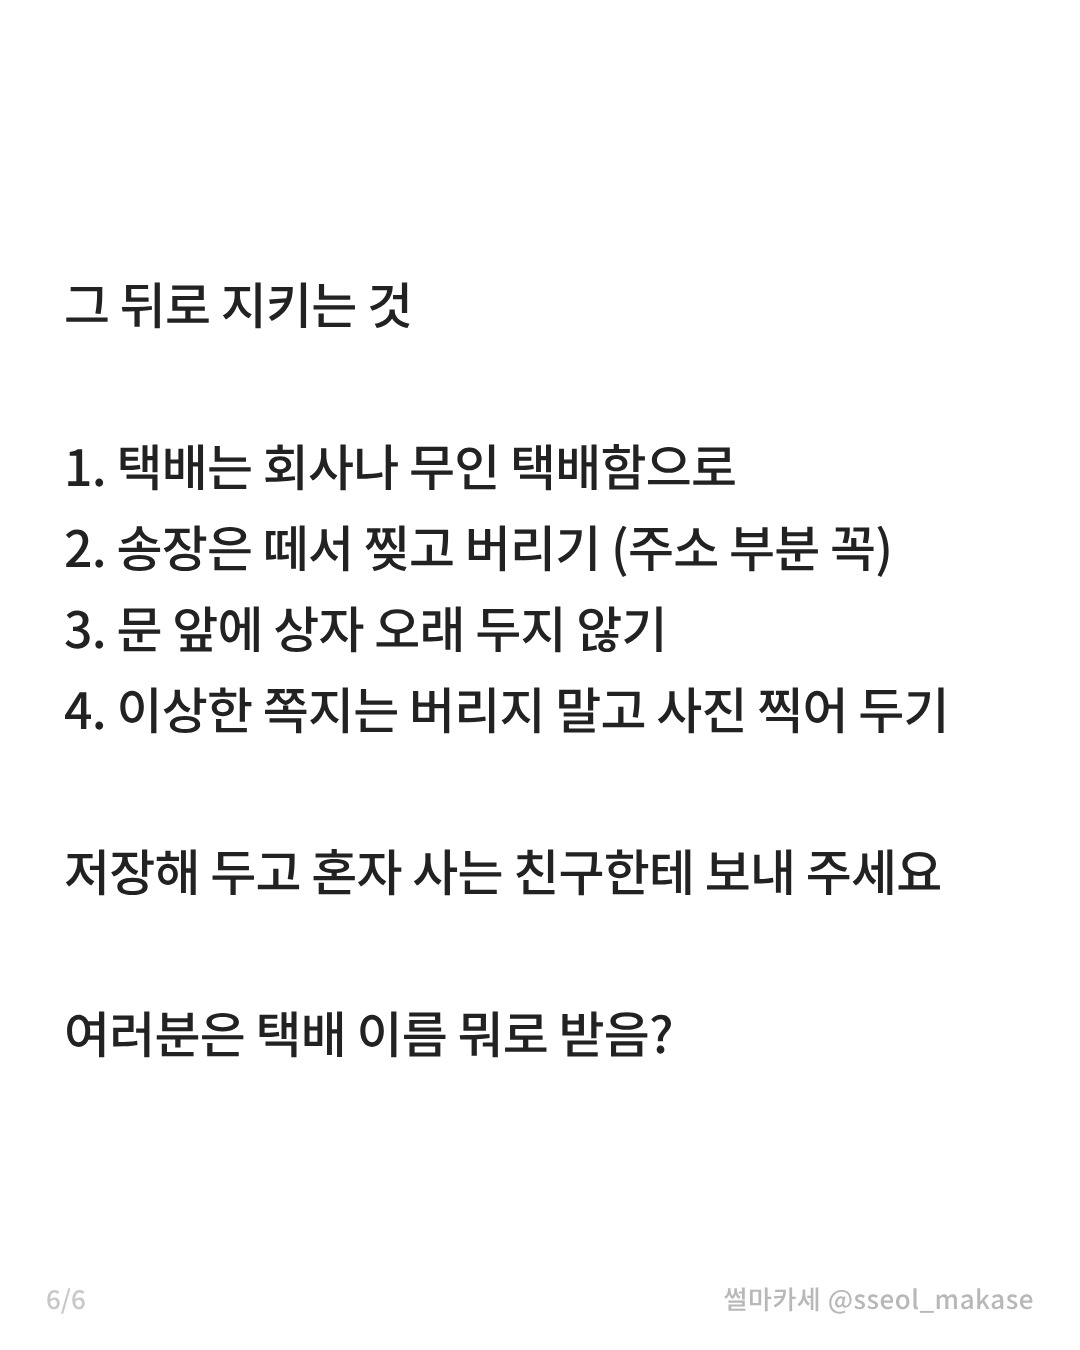 그 뒤로 지키는 것
1. 택배는 회사나 무인 택배함으로
2. 송장은 떼서 찢고 버리기 (주소 부분 꼭)
3. 문 앞에 상자 오래 두지 않기
4. 이상한 쪽지는 버리지 말고 사진 찍어 두기
저장해 두고 혼자 사는 친구한테 보내 주세요
여러분은 택배 이름 뭐로 받음?
6/6
썰마카세 @sseol_makase